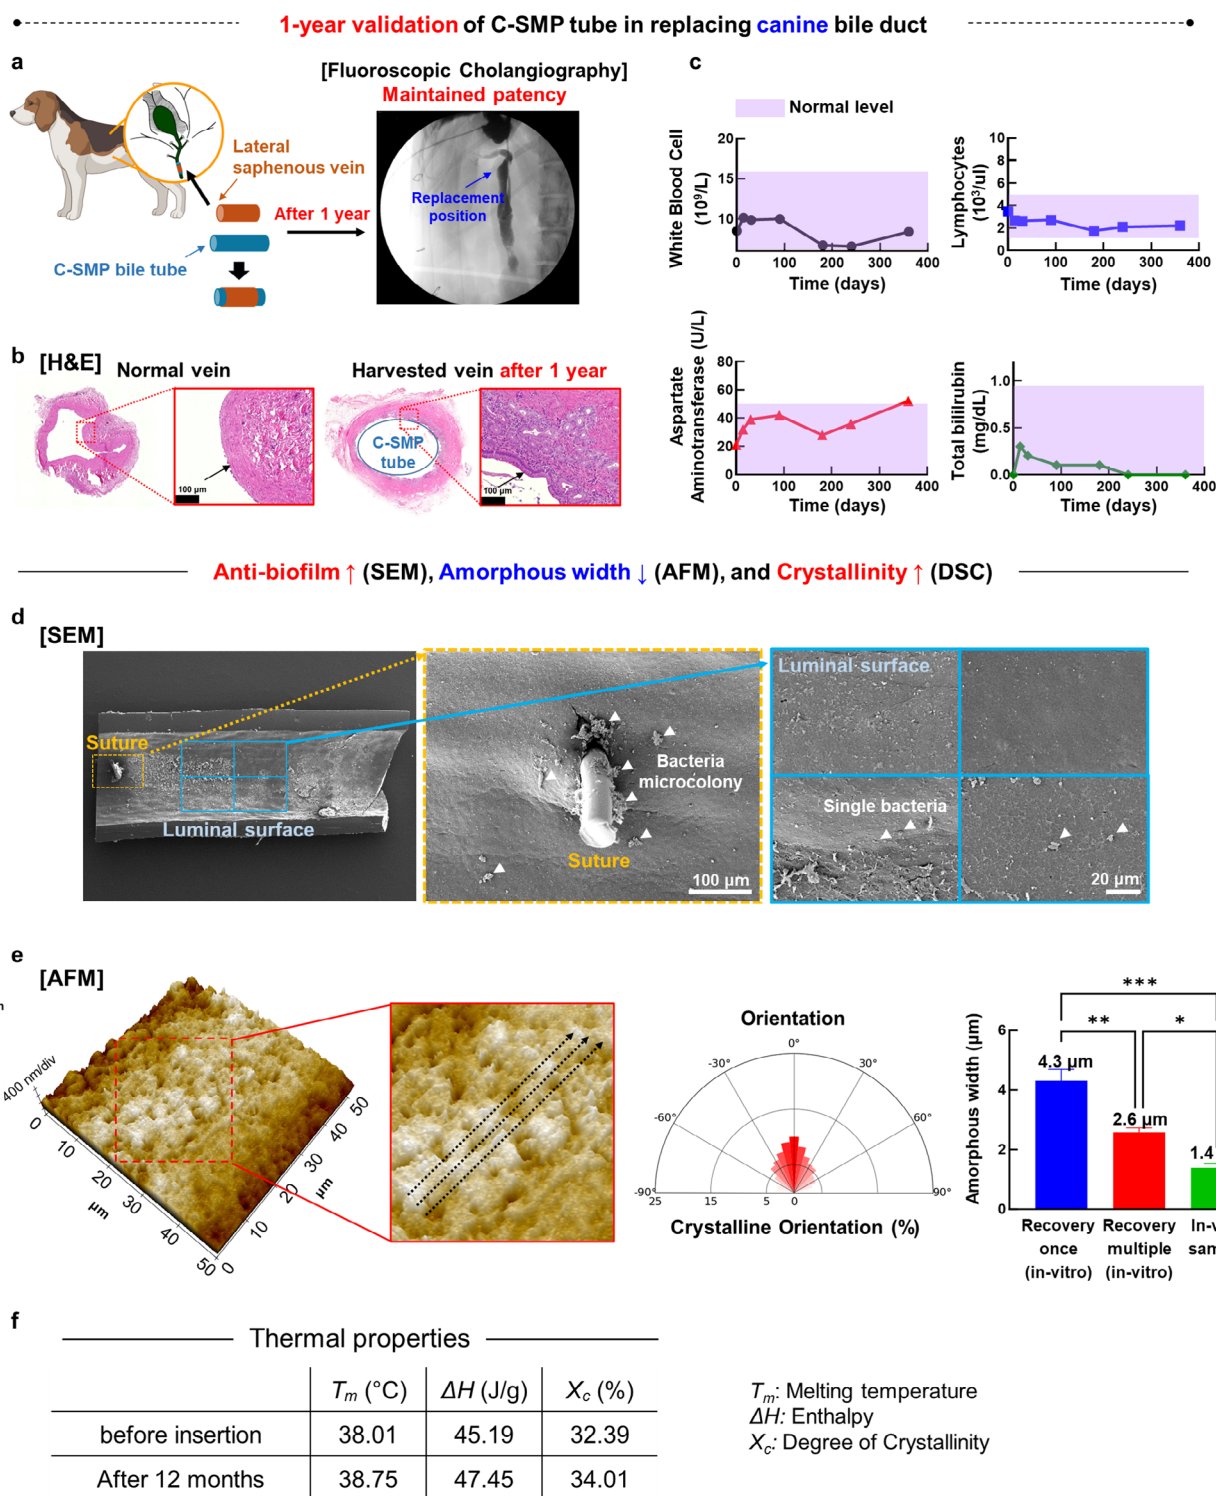 1-year validation of C-SMP tube in replacing canine bile duct
a
[Fluoroscopic Cholangiography]
Maintained patency
Lateral
saphenous vein
After 1 year
C-SMP bile tube
Replacement
position
b
[H&E]
Normal vein
Harvested vein after 1 year
100 μm
C-SMP
tube
100 μm
c
Normal level
White Blood Cell
(10⁹/L)
20
15
10
0 100 200 300 400
Time (days)
Lymphocytes
(10³/ul)
10
8
6
4
2
0
0 100 200 300 400
Time (days)
Aspartate
Aminotransferase (U/L)
80
60
40
20
0
0 100 200 300 400
Time (days)
Total biliirubin
(mg/dL)
1.0
0.5
0.0
0 100 200 300 400
Time (days)
Anti-biofilm ↑ (SEM), Amorphous width ↓ (AFM), and Crystallinity ↑ (DSC)
d
[SEM]
Suture
Luminal surface
Bacteria
microcolony
Suture
100 μm
Luminal surface
Single bacteria
20 μm
e
[AFM]
400 nm/div
0
10
20
30
40
50
μm
0
10
20
30
40
50
μm
Orientation
0°
-30° 30°
-60° 60°
-90° 90°
25 15 5 0
Crystalline Orientation (%)
Amorphous width (μm)
6
4
2
0
***
** *
4.3 μm
2.6 μm
1.4
Recovery
once
(in-vitro)
Recovery
multiple
(in-vitro)
In-v
sam
f
Thermal properties
Tm (°C) ΔH (J/g) Xc (%)
before insertion 38.01 45.19 32.39
After 12 months 38.75 47.45 34.01
Tm: Melting temperature
ΔH: Enthalpy
Xc: Degree of Crystallinity